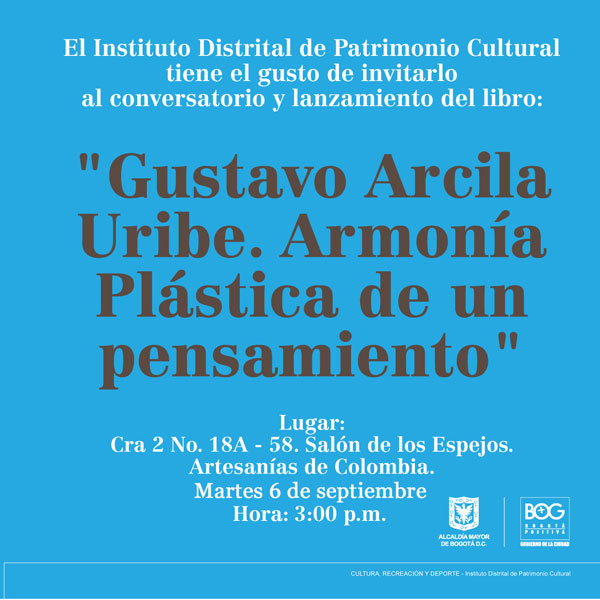 El Instituto Distrital de Patrimonio Cultural
tiene el gusto de invitarlo
al conversatorio y lanzamiento del libro:
"Gustavo Arcila
Uribe. Armonía
Plástica de un
pensamiento"
Lugar:
Cra 2 No. 18A - 58. Salón de los Espejos.
Artesanías de Colombia.
Martes 6 de septiembre
Hora: 3:00 p.m.
ALCALDÍA MAYOR
DE BOGOTÁ D.C.
BOG
BOGOTÁ
POSITIVA
GOBIERNO DE LA CIUDAD
CULTURA, RECREACIÓN Y DEPORTE - Instituto Distrital de Patrimonio Cultural